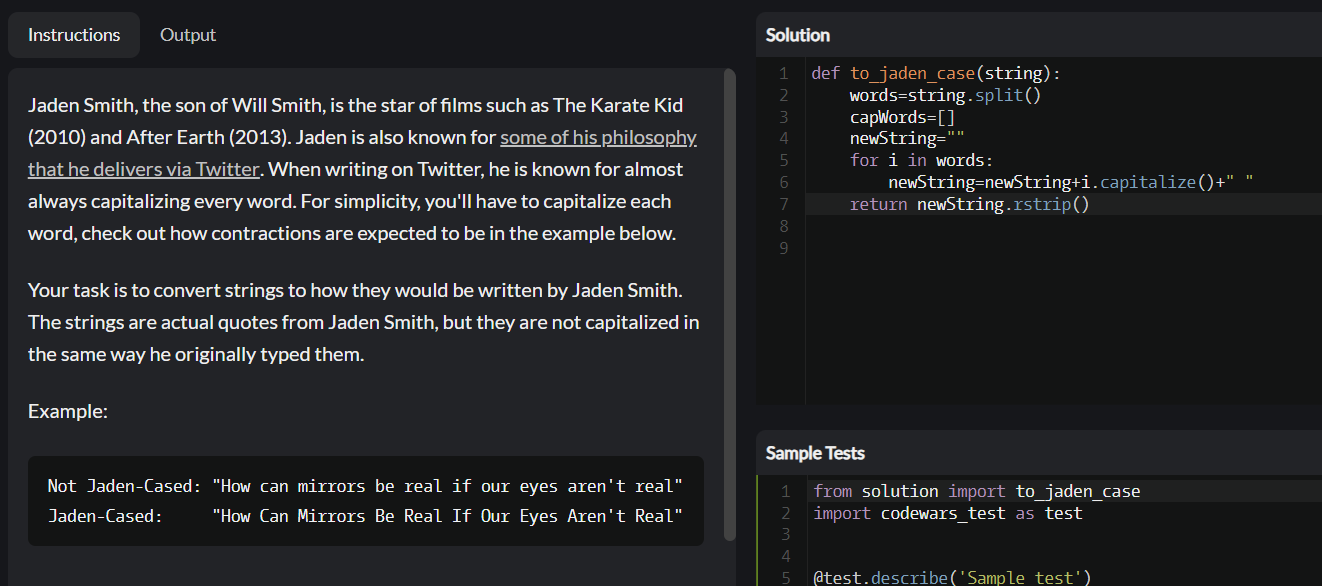 Instructions
Output
Jaden Smith, the son of Will Smith, is the star of films such as The Karate Kid
(2010) and After Earth (2013). Jaden is also known for some of his philosophy
that he delivers via Twitter. When writing on Twitter, he is known for almost
always capitalizing every word. For simplicity, you'll have to capitalize each
word, check out how contractions are expected to be in the example below.
Your task is to convert strings to how they would be written by Jaden Smith.
The strings are actual quotes from Jaden Smith, but they are not capitalized in
the same way he originally typed them.
Example:
Not Jaden-Cased: "How can mirrors be real if our eyes aren't real"
Jaden-Cased:     "How Can Mirrors Be Real If Our Eyes Aren't Real"
Solution
1 def to_jaden_case(string):
2     words=string.split()
3     capWords=[]
4     newString=""
5     for i in words:
6         newString=newString+i.capitalize()+" "
7     return newString.rstrip()
8
9
Sample Tests
1 from solution import to_jaden_case
2 import codewars_test as test
3
4
5 @test.describe('Sample test')